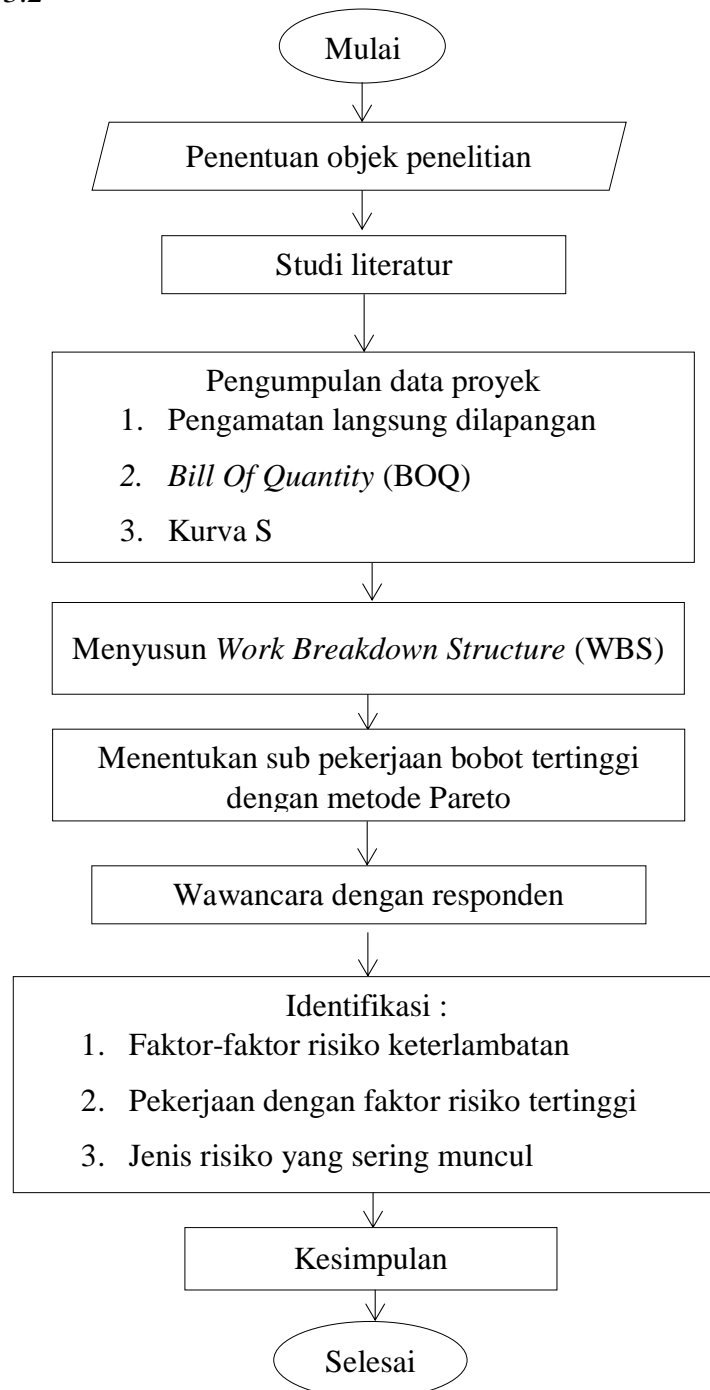 Mulai
Penentuan objek penelitian
Studi literatur
Pengumpulan data proyek
1. Pengamatan langsung dilapangan
2. Bill Of Quantity (BOQ)
3. Kurva S
Menyusun Work Breakdown Structure (WBS)
Menentukan sub pekerjaan bobot tertinggi
dengan metode Pareto
Wawancara dengan responden
Identifikasi :
1. Faktor-faktor risiko keterlambatan
2. Pekerjaan dengan faktor risiko tertinggi
3. Jenis risiko yang sering muncul
Kesimpulan
Selesai